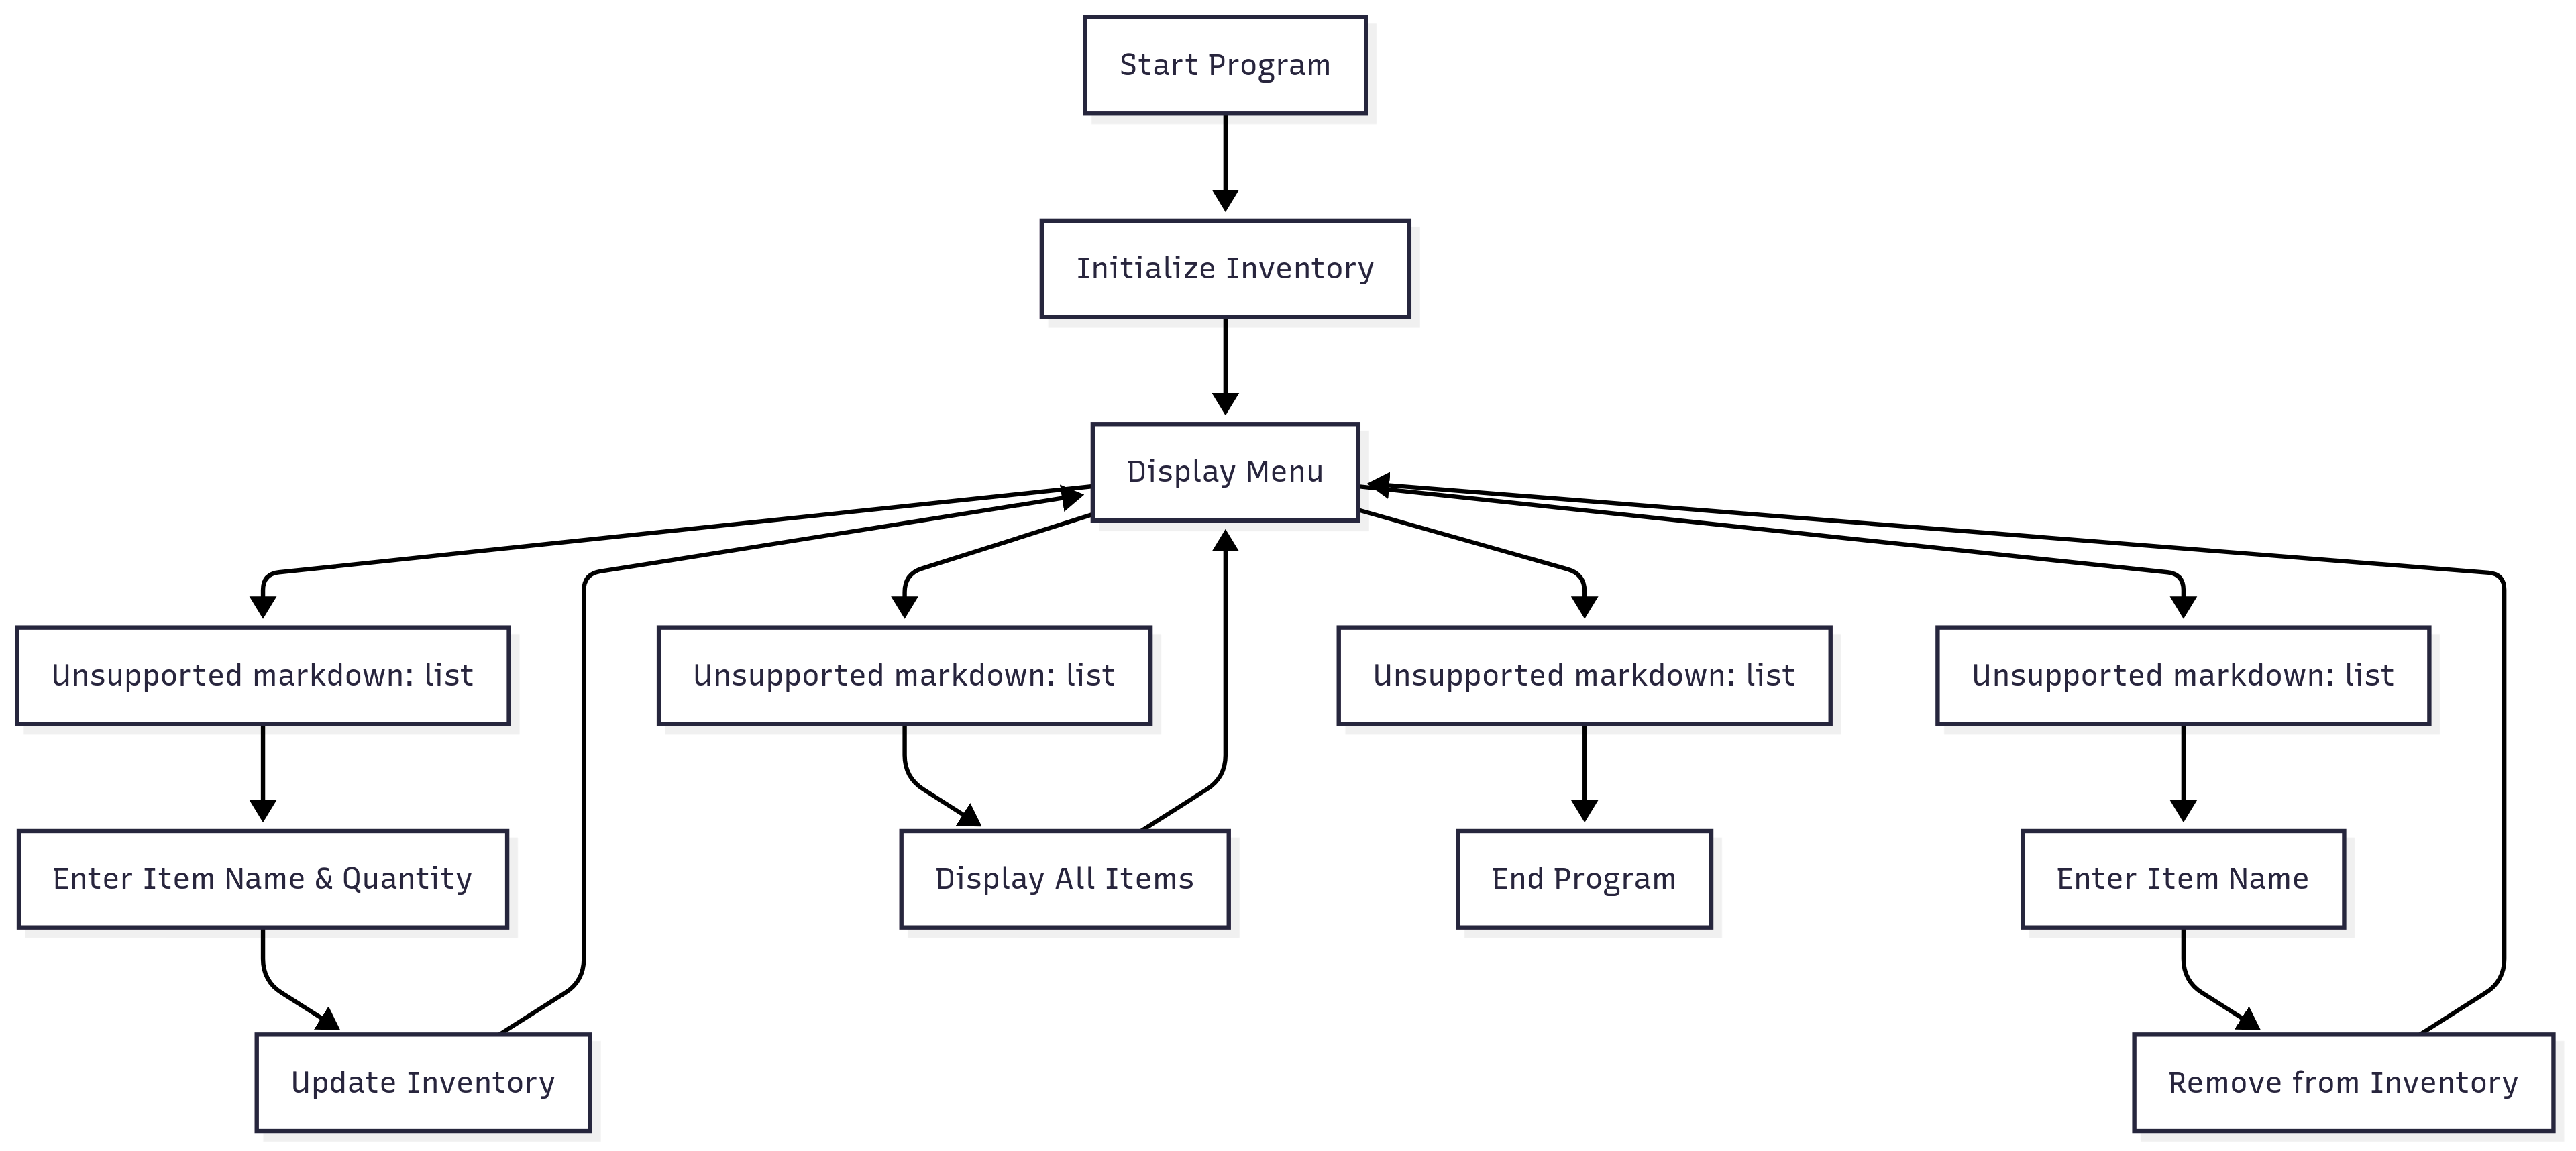 Start Program
Initialize Inventory
Display Menu
Unsupported markdown: list
Unsupported markdown: list
Unsupported markdown: list
Unsupported markdown: list
Enter Item Name & Quantity
Display All Items
End Program
Enter Item Name
Update Inventory
Remove from Inventory